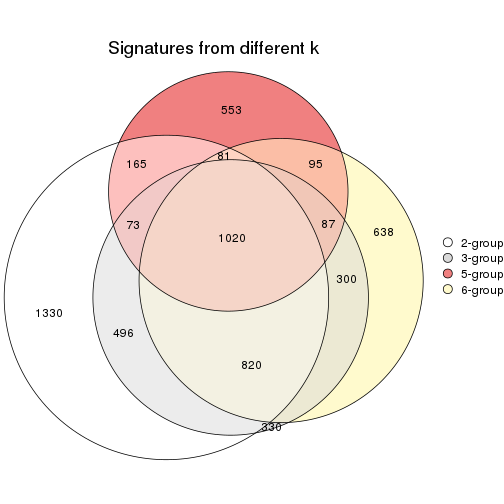 Signatures from different k
553
165
81
95
73
87
638
1020
300
1330
496
820
330
2-group
3-group
5-group
6-group